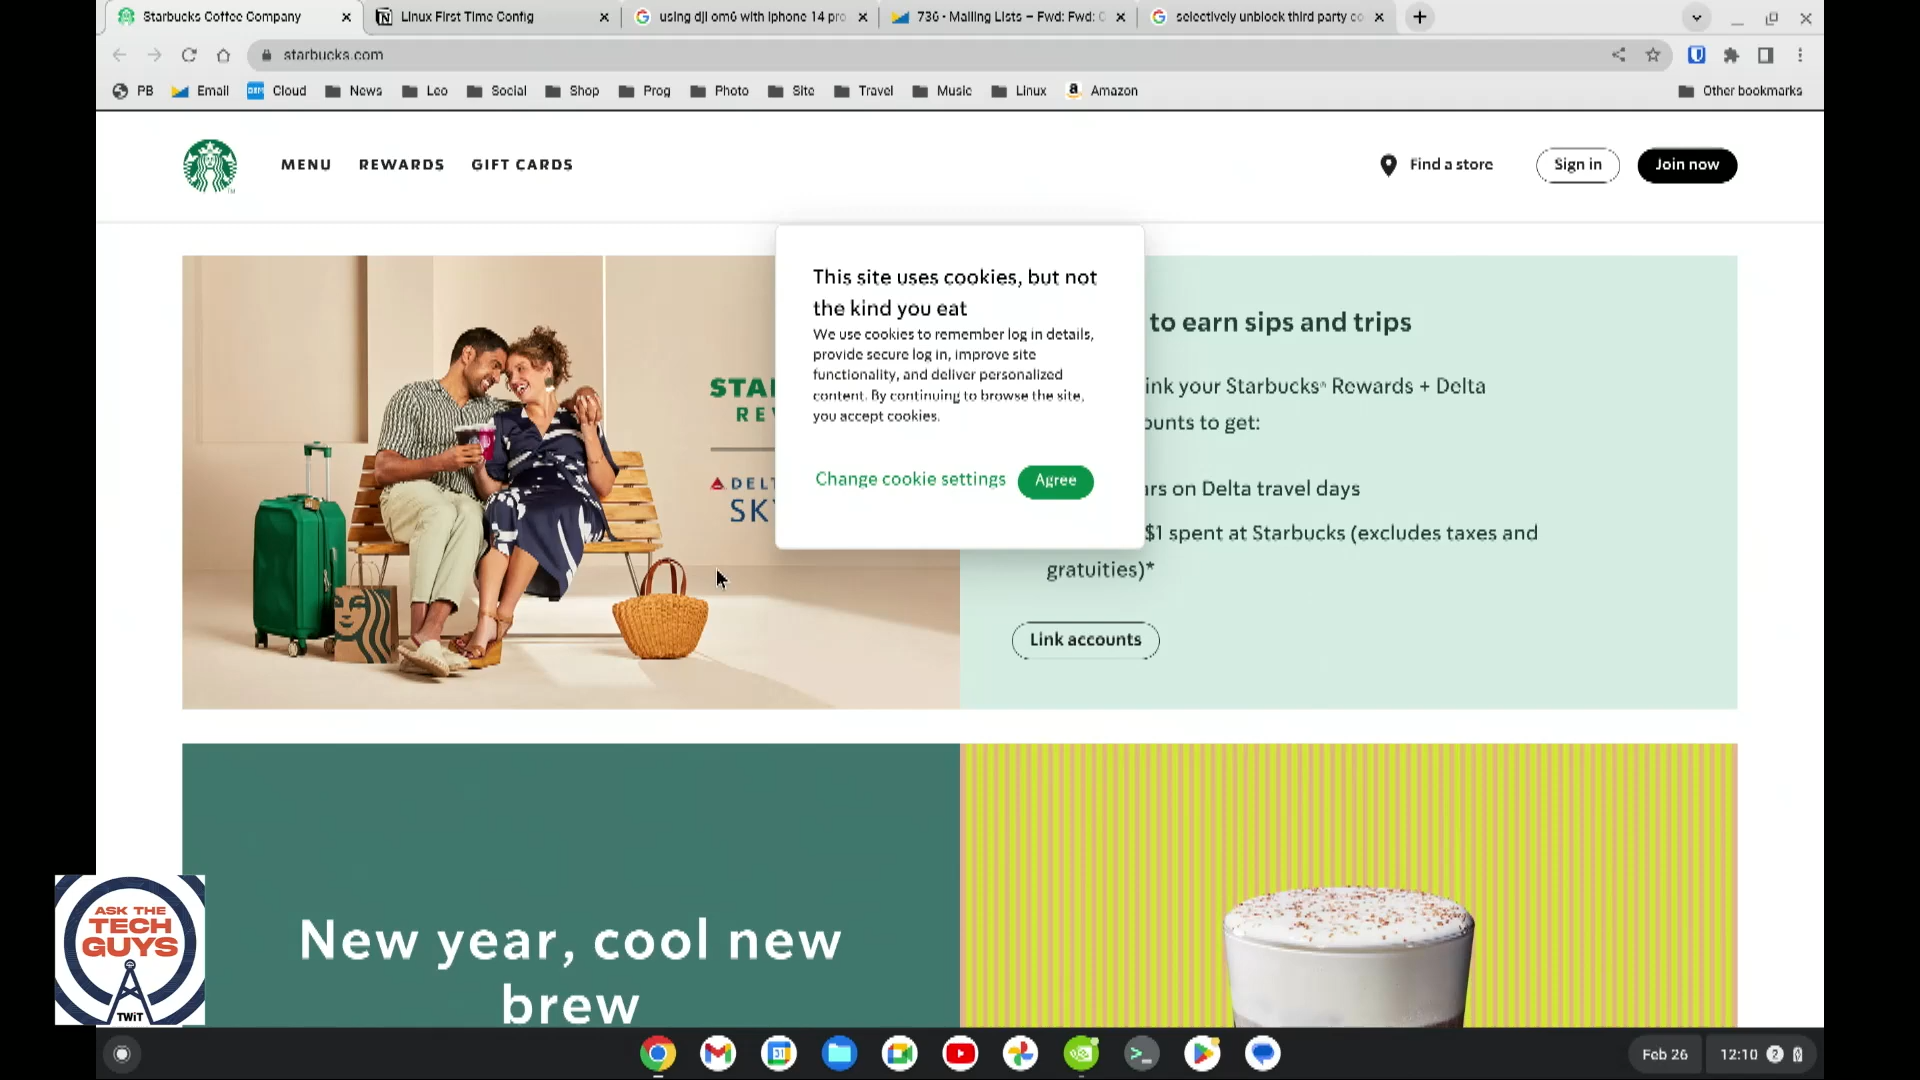 Starbucks Coffee Company
Linux First Time Config
using dji om6 with iphone 14 pro
736 • Mailing Lists – Fwd: Fwd:
selectively unblock third party co
starbucks.com
PB
Email
Cloud
News
Leo
Social
Shop
Prog
Photo
Site
Travel
Music
Linux
Amazon
Other bookmarks
MENU
REWARDS
GIFT CARDS
Find a store
Sign in
Join now
This site uses cookies, but not
the kind you eat
We use cookies to remember log in details,
provide secure log in, improve site
functionality, and deliver personalized
content. By continuing to browse the site,
you accept cookies.
Change cookie settings
Agree
STA
RE
DELT
SK
to earn sips and trips
ink your Starbucks® Rewards + Delta
ounts to get:
ars on Delta travel days
$1 spent at Starbucks (excludes taxes and
gratuities)*
Link accounts
New year, cool new
brew
ASK THE
TECH
GUYS
TWiT
31
Feb 26
12:10
2